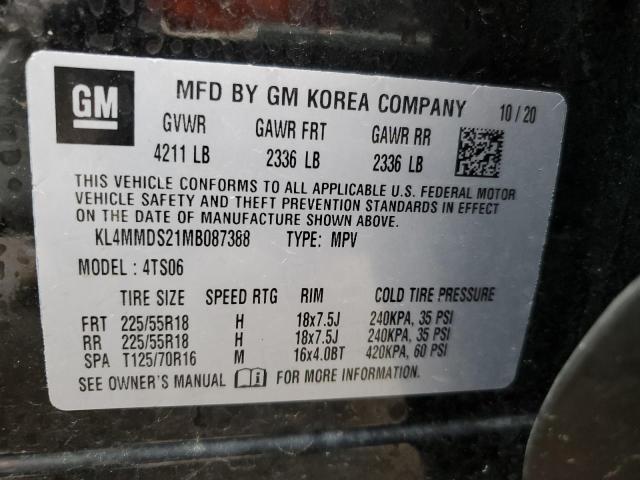 GM
MFD BY GM KOREA COMPANY 10/20
GVWR GAWR FRT GAWR RR
4211 LB 2336 LB 2336 LB
THIS VEHICLE CONFORMS TO ALL APPLICABLE U.S. FEDERAL MOTOR
VEHICLE SAFETY AND THEFT PREVENTION STANDARDS IN EFFECT
ON THE DATE OF MANUFACTURE SHOWN ABOVE.
KL4MMDS21MB087388 TYPE: MPV
MODEL : 4TS06
TIRE SIZE SPEED RTG RIM COLD TIRE PRESSURE
FRT 225/55R18 H 18x7.5J 240KPA, 35 PSI
RR 225/55R18 H 18x7.5J 240KPA, 35 PSI
SPA T125/70R16 M 16x4.0BT 420KPA, 60 PSI
SEE OWNER'S MANUAL FOR MORE INFORMATION.